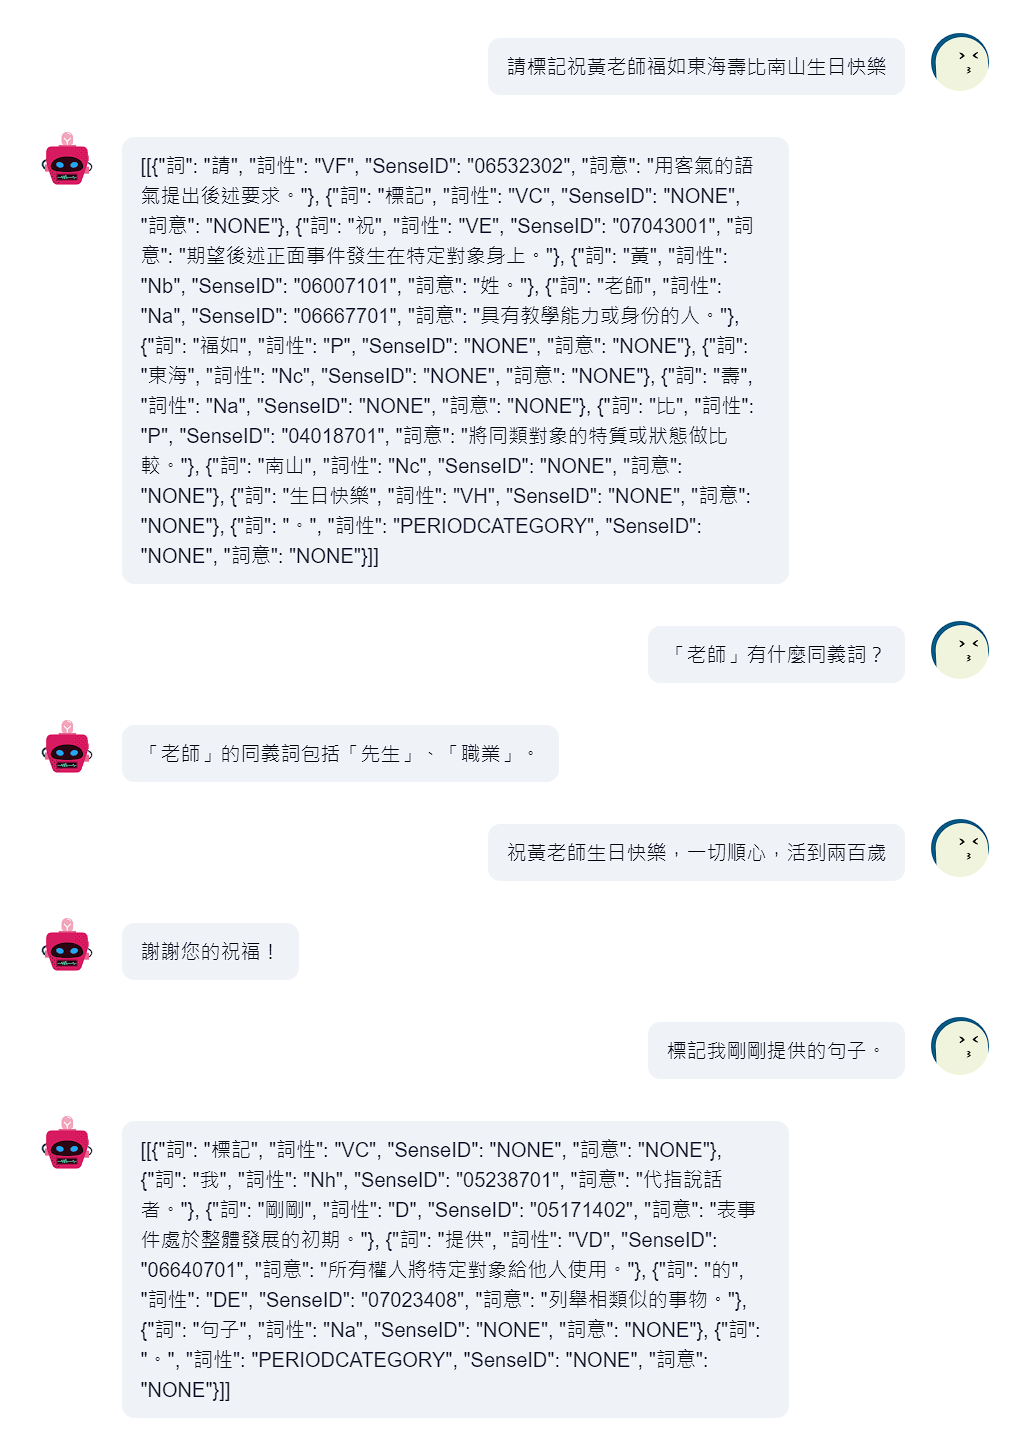 請標記祝黃老師福如東海壽比南山生日快樂
[[{"詞": "請", "詞性": "VF", "SenseID": "06532302", "詞意": "用客氣的語
氣提出後述要求。"}, {"詞": "標記", "詞性": "VC", "SenseID": "NONE",
"詞意": "NONE"}, {"詞": "祝", "詞性": "VE", "SenseID": "07043001", "詞
意": "期望後述正面事件發生在特定對象身上。"}, {"詞": "黃", "詞性":
"Nb", "SenseID": "06007101", "詞意": "姓。"}, {"詞": "老師", "詞性":
"Na", "SenseID": "06667701", "詞意": "具有教學能力或身份的人。"},
{"詞": "福如", "詞性": "P", "SenseID": "NONE", "詞意": "NONE"}, {"詞":
"東海", "詞性": "Nc", "SenseID": "NONE", "詞意": "NONE"}, {"詞": "壽",
"詞性": "Na", "SenseID": "NONE", "詞意": "NONE"}, {"詞": "比", "詞性":
"P", "SenseID": "04018701", "詞意": "將同類對象的特質或狀態做比
較。"}, {"詞": "南山", "詞性": "Nc", "SenseID": "NONE", "詞意":
"NONE"}, {"詞": "生日快樂", "詞性": "VH", "SenseID": "NONE", "詞意":
"NONE"}, {"詞": "。", "詞性": "PERIODCATEGORY", "SenseID":
"NONE", "詞意": "NONE"}]]
「老師」有什麼同義詞？
「老師」的同義詞包括「先生」、「職業」。
祝黃老師生日快樂，一切順心，活到兩百歲
謝謝您的祝福！
標記我剛剛提供的句子。
[[{"詞": "標記", "詞性": "VC", "SenseID": "NONE", "詞意": "NONE"},
{"詞": "我", "詞性": "Nh", "SenseID": "05238701", "詞意": "代指說話
者。"}, {"詞": "剛剛", "詞性": "D", "SenseID": "05171402", "詞意": "表事
件處於整體發展的初期。"}, {"詞": "提供", "詞性": "VD", "SenseID":
"06640701", "詞意": "所有權人將特定對象給他人使用。"}, {"詞": "的",
"詞性": "DE", "SenseID": "07023408", "詞意": "列舉相類似的事物。"},
{"詞": "句子", "詞性": "Na", "SenseID": "NONE", "詞意": "NONE"}, {"詞":
"。", "詞性": "PERIODCATEGORY", "SenseID": "NONE", "詞意":
"NONE"}]]